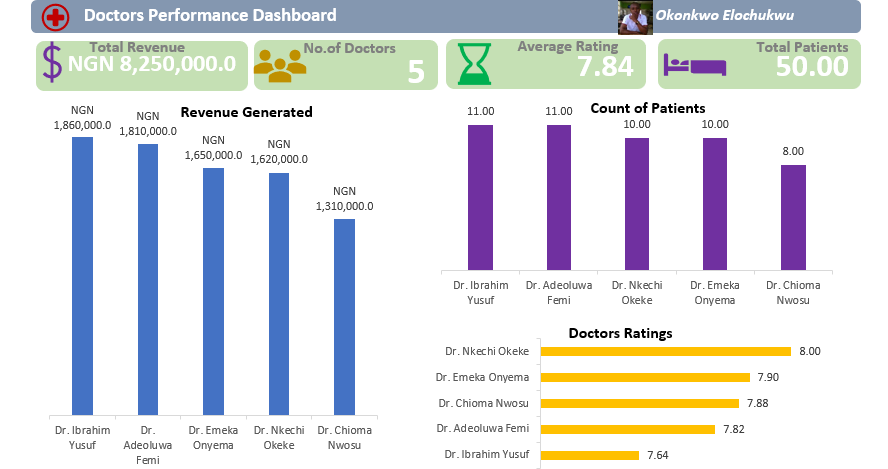 Doctors Performance Dashboard
Okonkwo Elochukwu
Total Revenue
NGN 8,250,000.0
No.of Doctors
5
Average Rating
7.84
Total Patients
50.00
Revenue Generated
NGN
1,860,000.0
NGN
1,810,000.0
NGN
1,650,000.0
NGN
1,620,000.0
NGN
1,310,000.0
Dr. Ibrahim
Yusuf
Dr.
Adeoluwa
Femi
Dr. Emeka
Onyema
Dr. Nkechi
Okeke
Dr. Chioma
Nwosu
Count of Patients
11.00
11.00
10.00
10.00
8.00
Dr. Ibrahim
Yusuf
Dr. Adeoluwa
Femi
Dr. Nkechi
Okeke
Dr. Emeka
Onyema
Dr. Chioma
Nwosu
Doctors Ratings
Dr. Nkechi Okeke 8.00
Dr. Emeka Onyema 7.90
Dr. Chioma Nwosu 7.88
Dr. Adeoluwa Femi 7.82
Dr. Ibrahim Yusuf 7.64